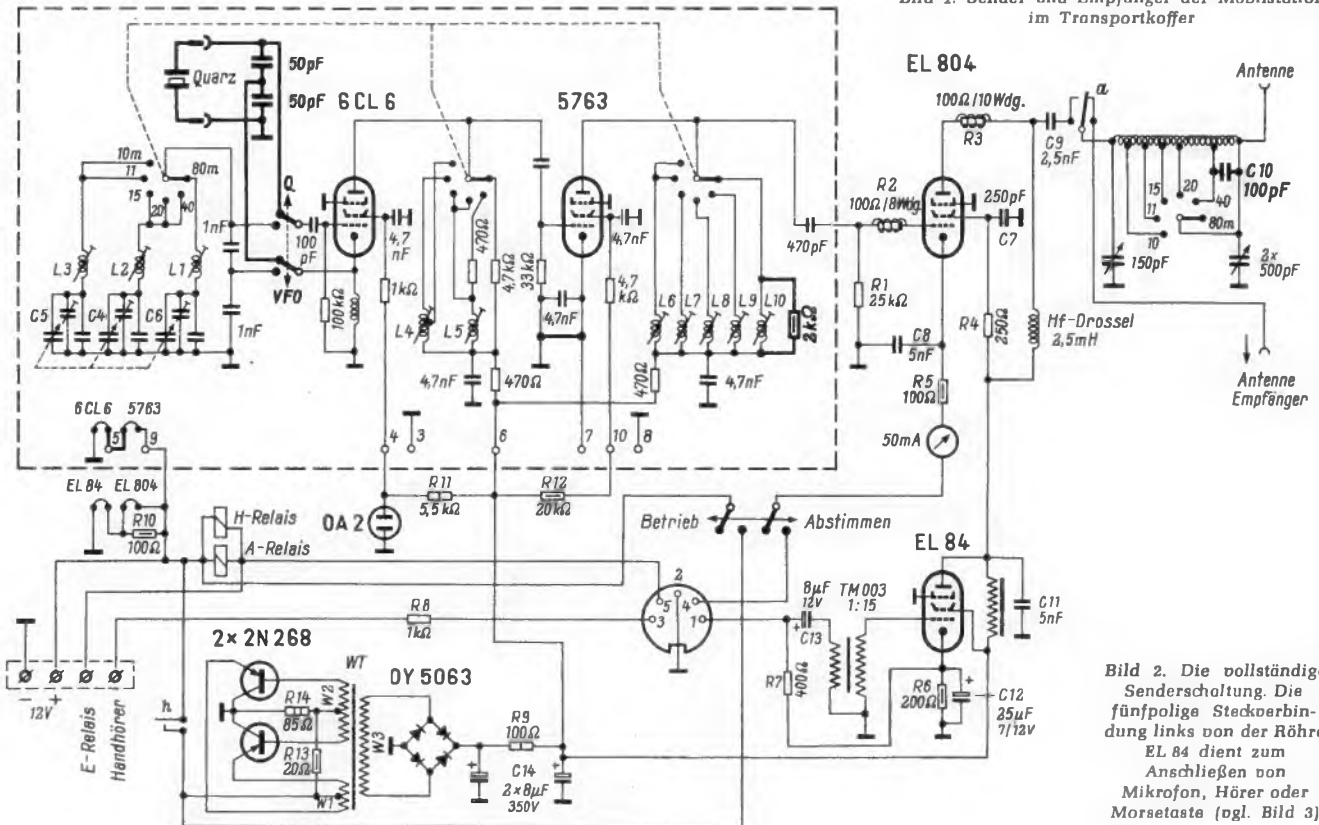 Bild 1. Sender und Empfänger der Mobilstation
im Transportkoffer
Quarz
50pF
50pF
6CL6
5763
EL 804
100Ω/10Wdg.
R3
C9
2,5nF
a
Antenne
10m
11
15
20
40
80m
Q
VFO
1nF
1nF
100
pF
4,7
nF
100kΩ
1kΩ
470Ω
4,7kΩ
33kΩ
4,7nF
4,7nF
4,7
kΩ
470pF
R2
100Ω/8Wdg.
250pF
C7
R1
25kΩ
C8
5nF
R5
100Ω
50mA
R4
250Ω
Hf-Drossel
2,5mH
15
11
10
20
40
80m
C10
100pF
150pF
2x
500pF
Antenne
Empfänger
L3
L2
L1
C5
C4
C6
L4
L5
4,7nF
470Ω
L6
L7
L8
L9
L10
2kΩ
470Ω
4,7nF
6CL6
5763
5
9
4
3
6
7
10
8
EL 84
EL 804
R10
100Ω
H-Relais
A-Relais
OA2
R11
5,5kΩ
R12
20kΩ
Betrieb
Abstimmen
EL 84
2
5
4
3
1
8µF
12V
+
C13
TM003
1:15
C11
5nF
R8
1kΩ
R7
400Ω
R6
200Ω
+
C12
25µF
7/12V
2×2N268
WT
DY 5063
W2
W3
W1
R14
85Ω
R13
20Ω
R9
100Ω
+
+
C14
2x8µF
350V
-
12V
+
E-Relais
Handhörer
h
Bild 2. Die vollständige
Senderschaltung. Die
fünfpolige Steckverbin-
dung links von der Röhre
EL 84 dient zum
Anschließen von
Mikrofon, Hörer oder
Morsetaste (vgl. Bild 3)